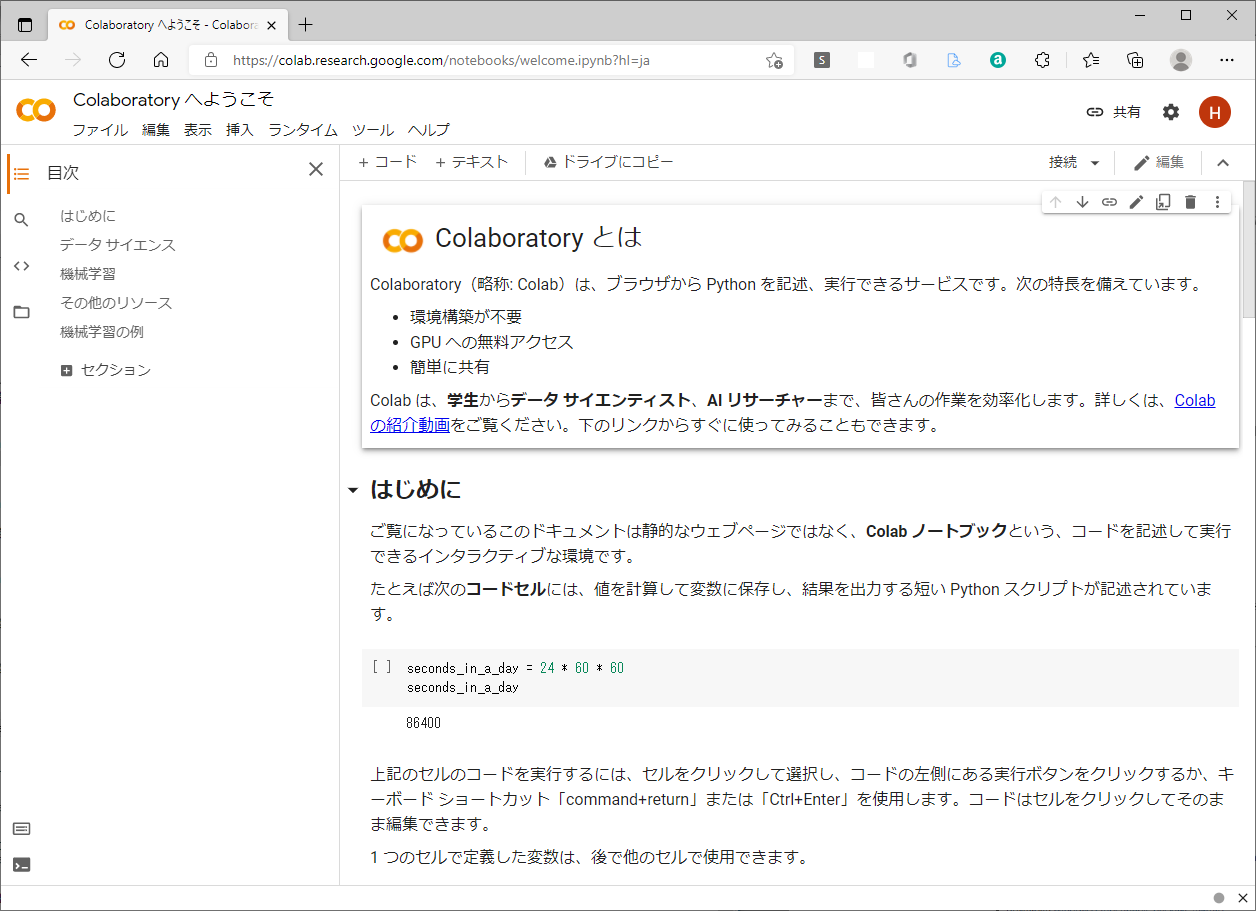 Colaboratory へようこそ - Colabora
https://colab.research.google.com/notebooks/welcome.ipynb?hl=ja
S
a
Colaboratory へようこそ
ファイル 編集 表示 挿入 ランタイム ツール ヘルプ
共有
H
目次
はじめに
データ サイエンス
機械学習
その他のリソース
機械学習の例
セクション
+ コード + テキスト
ドライブにコピー
接続
編集
Colaboratory とは
Colaboratory（略称: Colab）は、ブラウザから Python を記述、実行できるサービスです。次の特長を備えています。
• 環境構築が不要
• GPU への無料アクセス
• 簡単に共有
Colab は、学生からデータ サイエンティスト、AI リサーチャーまで、皆さんの作業を効率化します。詳しくは、Colab
の紹介動画をご覧ください。下のリンクからすぐに使ってみることもできます。
はじめに
ご覧になっているこのドキュメントは静的なウェブページではなく、Colab ノートブックという、コードを記述して実行
できるインタラクティブな環境です。
たとえば次のコードセルには、値を計算して変数に保存し、結果を出力する短い Python スクリプトが記述されていま
す。
[ ] seconds_in_a_day = 24 * 60 * 60
seconds_in_a_day
86400
上記のセルのコードを実行するには、セルをクリックして選択し、コードの左側にある実行ボタンをクリックするか、キ
ーボード ショートカット「command+return」または「Ctrl+Enter」を使用します。コードはセルをクリックしてそのま
ま編集できます。
1 つのセルで定義した変数は、後で他のセルで使用できます。